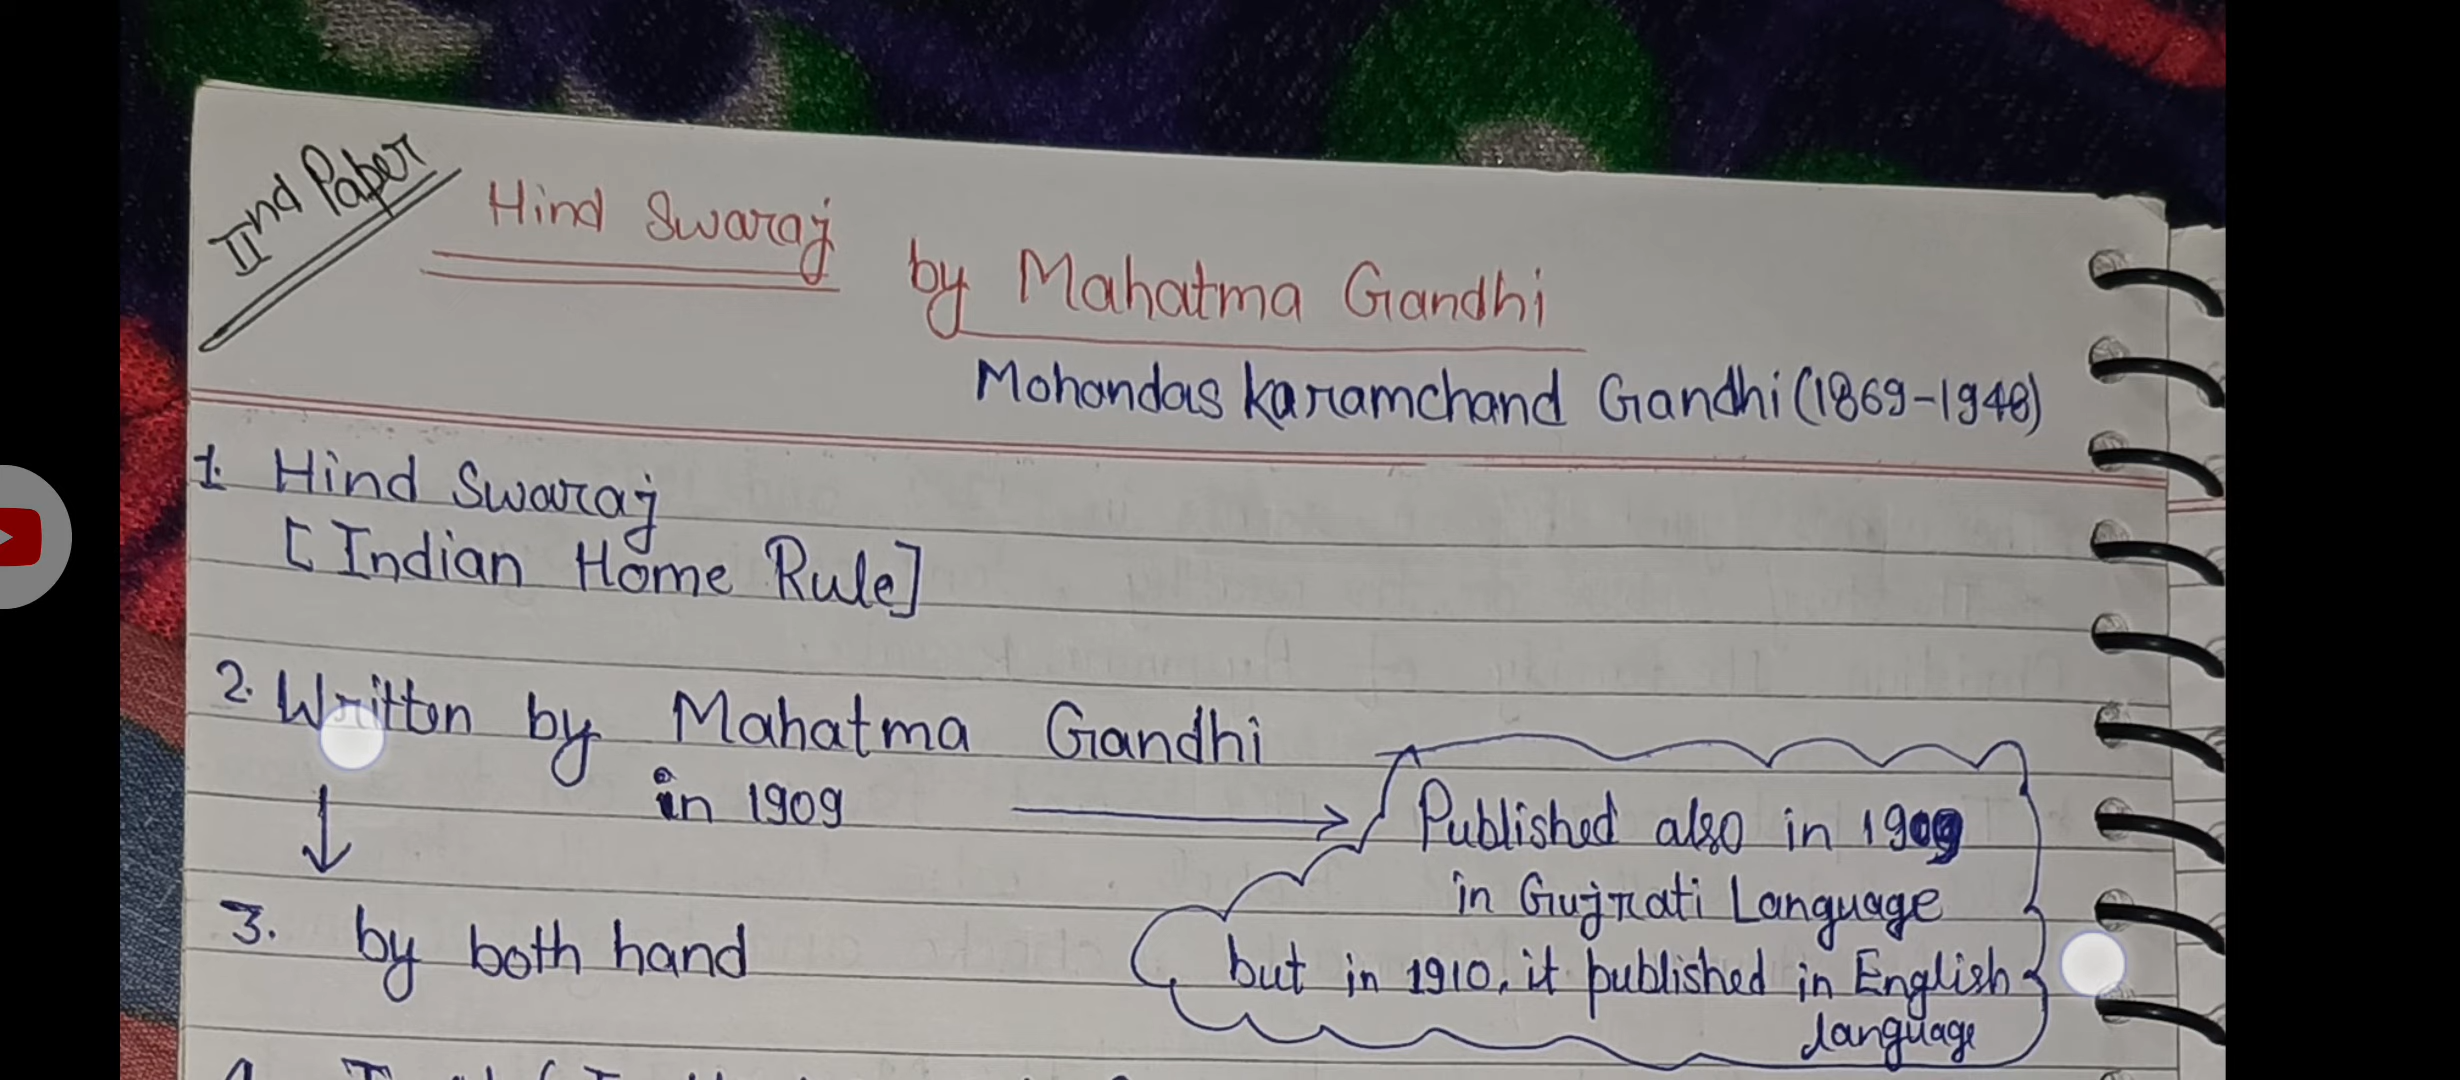 IInd Paper
Hind Swaraj
by Mahatma Gandhi
Mohandas Karamchand Gandhi (1869-1948)
1. Hind Swaraj
[Indian Home Rule]
2. Written by Mahatma Gandhi
in 1909
Published also in 1909
in Gujrati Language
but in 1910, it published in English
language
3. by both hand